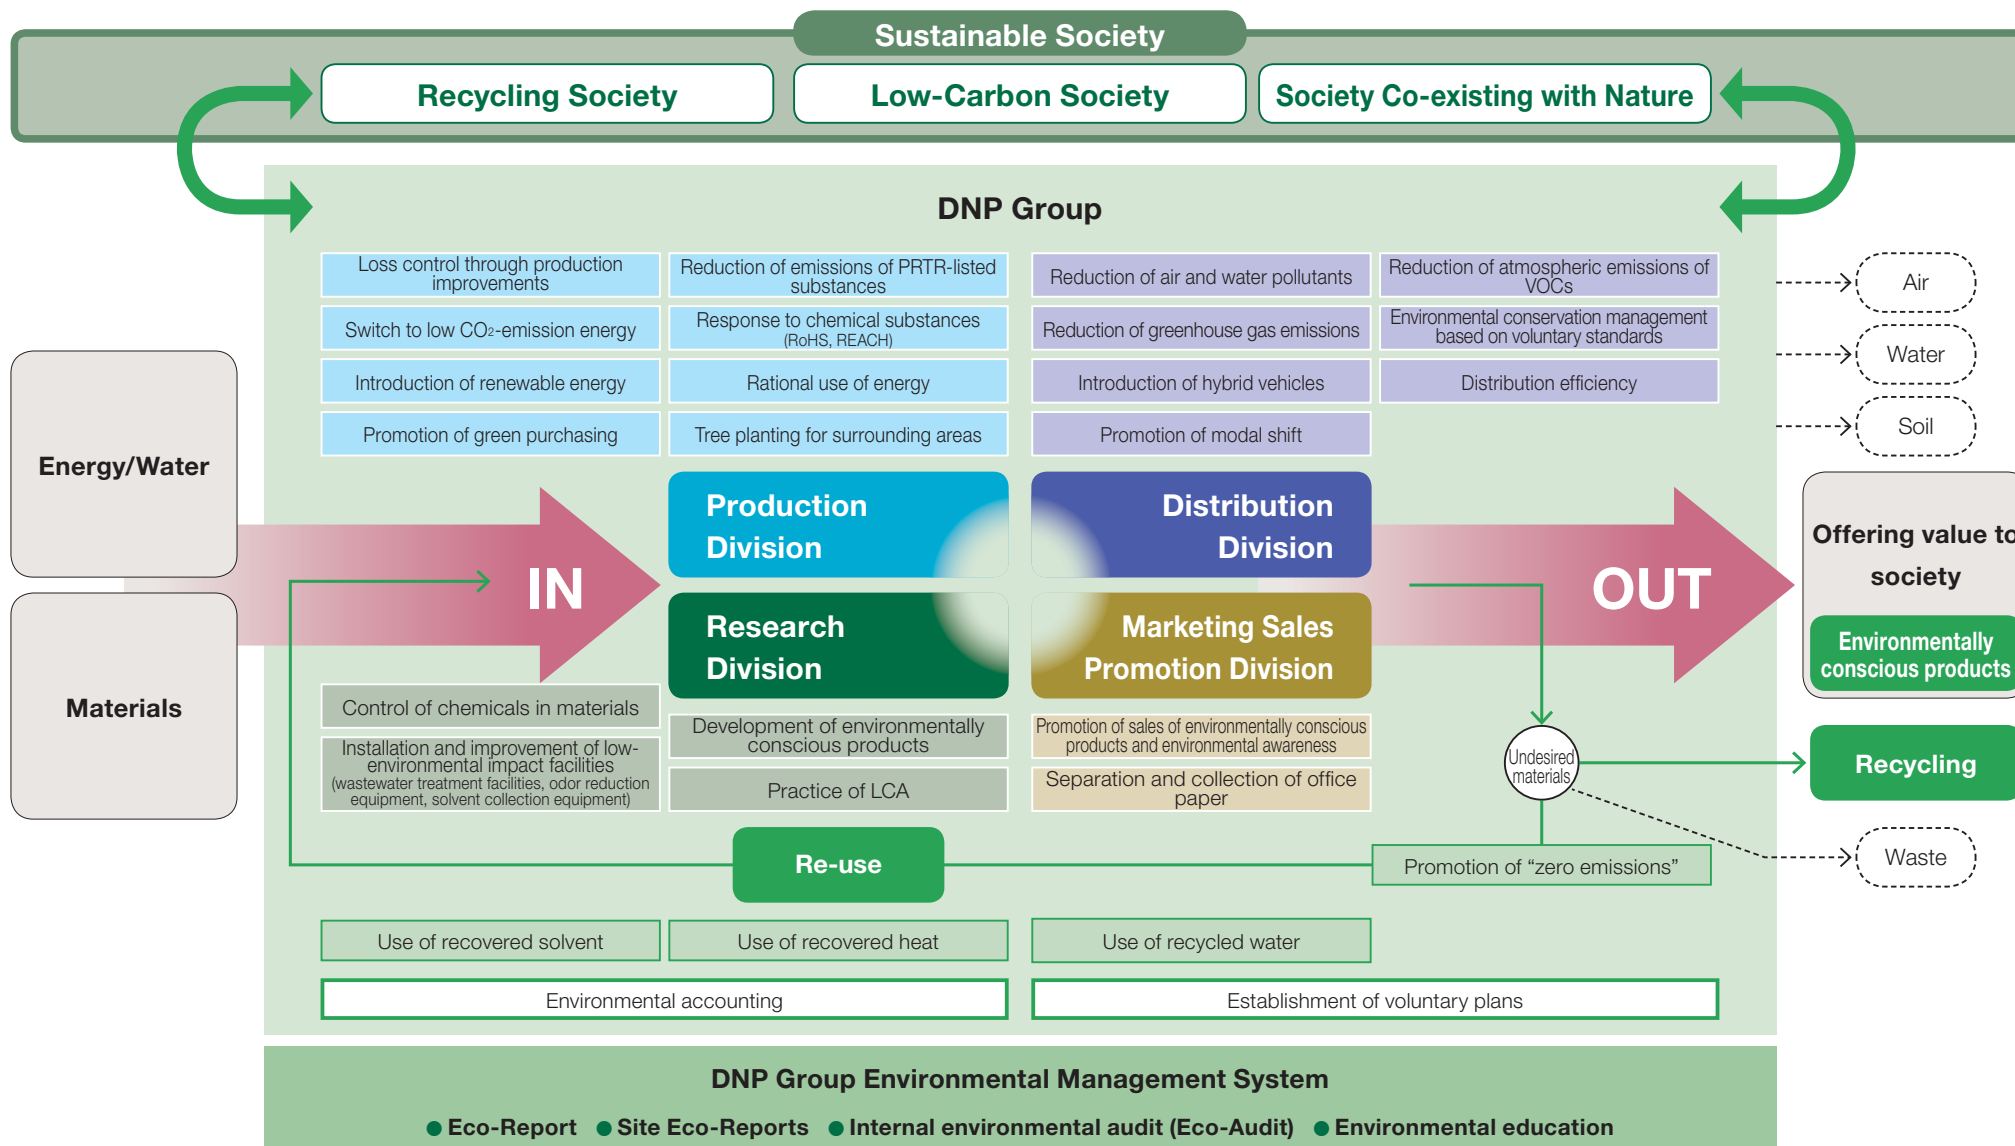 Sustainable Society
Recycling Society
Low-Carbon Society
Society Co-existing with Nature
DNP Group
Loss control through production
improvements
Reduction of emissions of PRTR-listed
substances
Reduction of air and water pollutants
Reduction of atmospheric emissions of
VOCs
Switch to low CO2-emission energy
Response to chemical substances
(RoHS, REACH)
Reduction of greenhouse gas emissions
Environmental conservation management
based on voluntary standards
Introduction of renewable energy
Rational use of energy
Introduction of hybrid vehicles
Distribution efficiency
Promotion of green purchasing
Tree planting for surrounding areas
Promotion of modal shift
Air
Water
Soil
Energy/Water
Materials
IN
Production
Division
Distribution
Division
Research
Division
Marketing Sales
Promotion Division
OUT
Offering value to
society
Environmentally
conscious products
Control of chemicals in materials
Installation and improvement of low-
environmental impact facilities
(wastewater treatment facilities, odor reduction
equipment, solvent collection equipment)
Development of environmentally
conscious products
Practice of LCA
Promotion of sales of environmentally conscious
products and environmental awareness
Separation and collection of office
paper
Undesired
materials
Recycling
Waste
Re-use
Promotion of “zero emissions”
Use of recovered solvent
Use of recovered heat
Use of recycled water
Environmental accounting
Establishment of voluntary plans
DNP Group Environmental Management System
● Eco-Report ● Site Eco-Reports ● Internal environmental audit (Eco-Audit) ● Environmental education